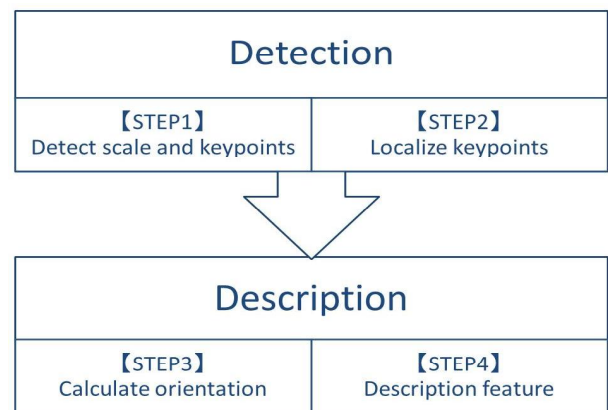 Detection
【STEP1】
Detect scale and keypoints
【STEP2】
Localize keypoints
Description
【STEP3】
Calculate orientation
【STEP4】
Description feature